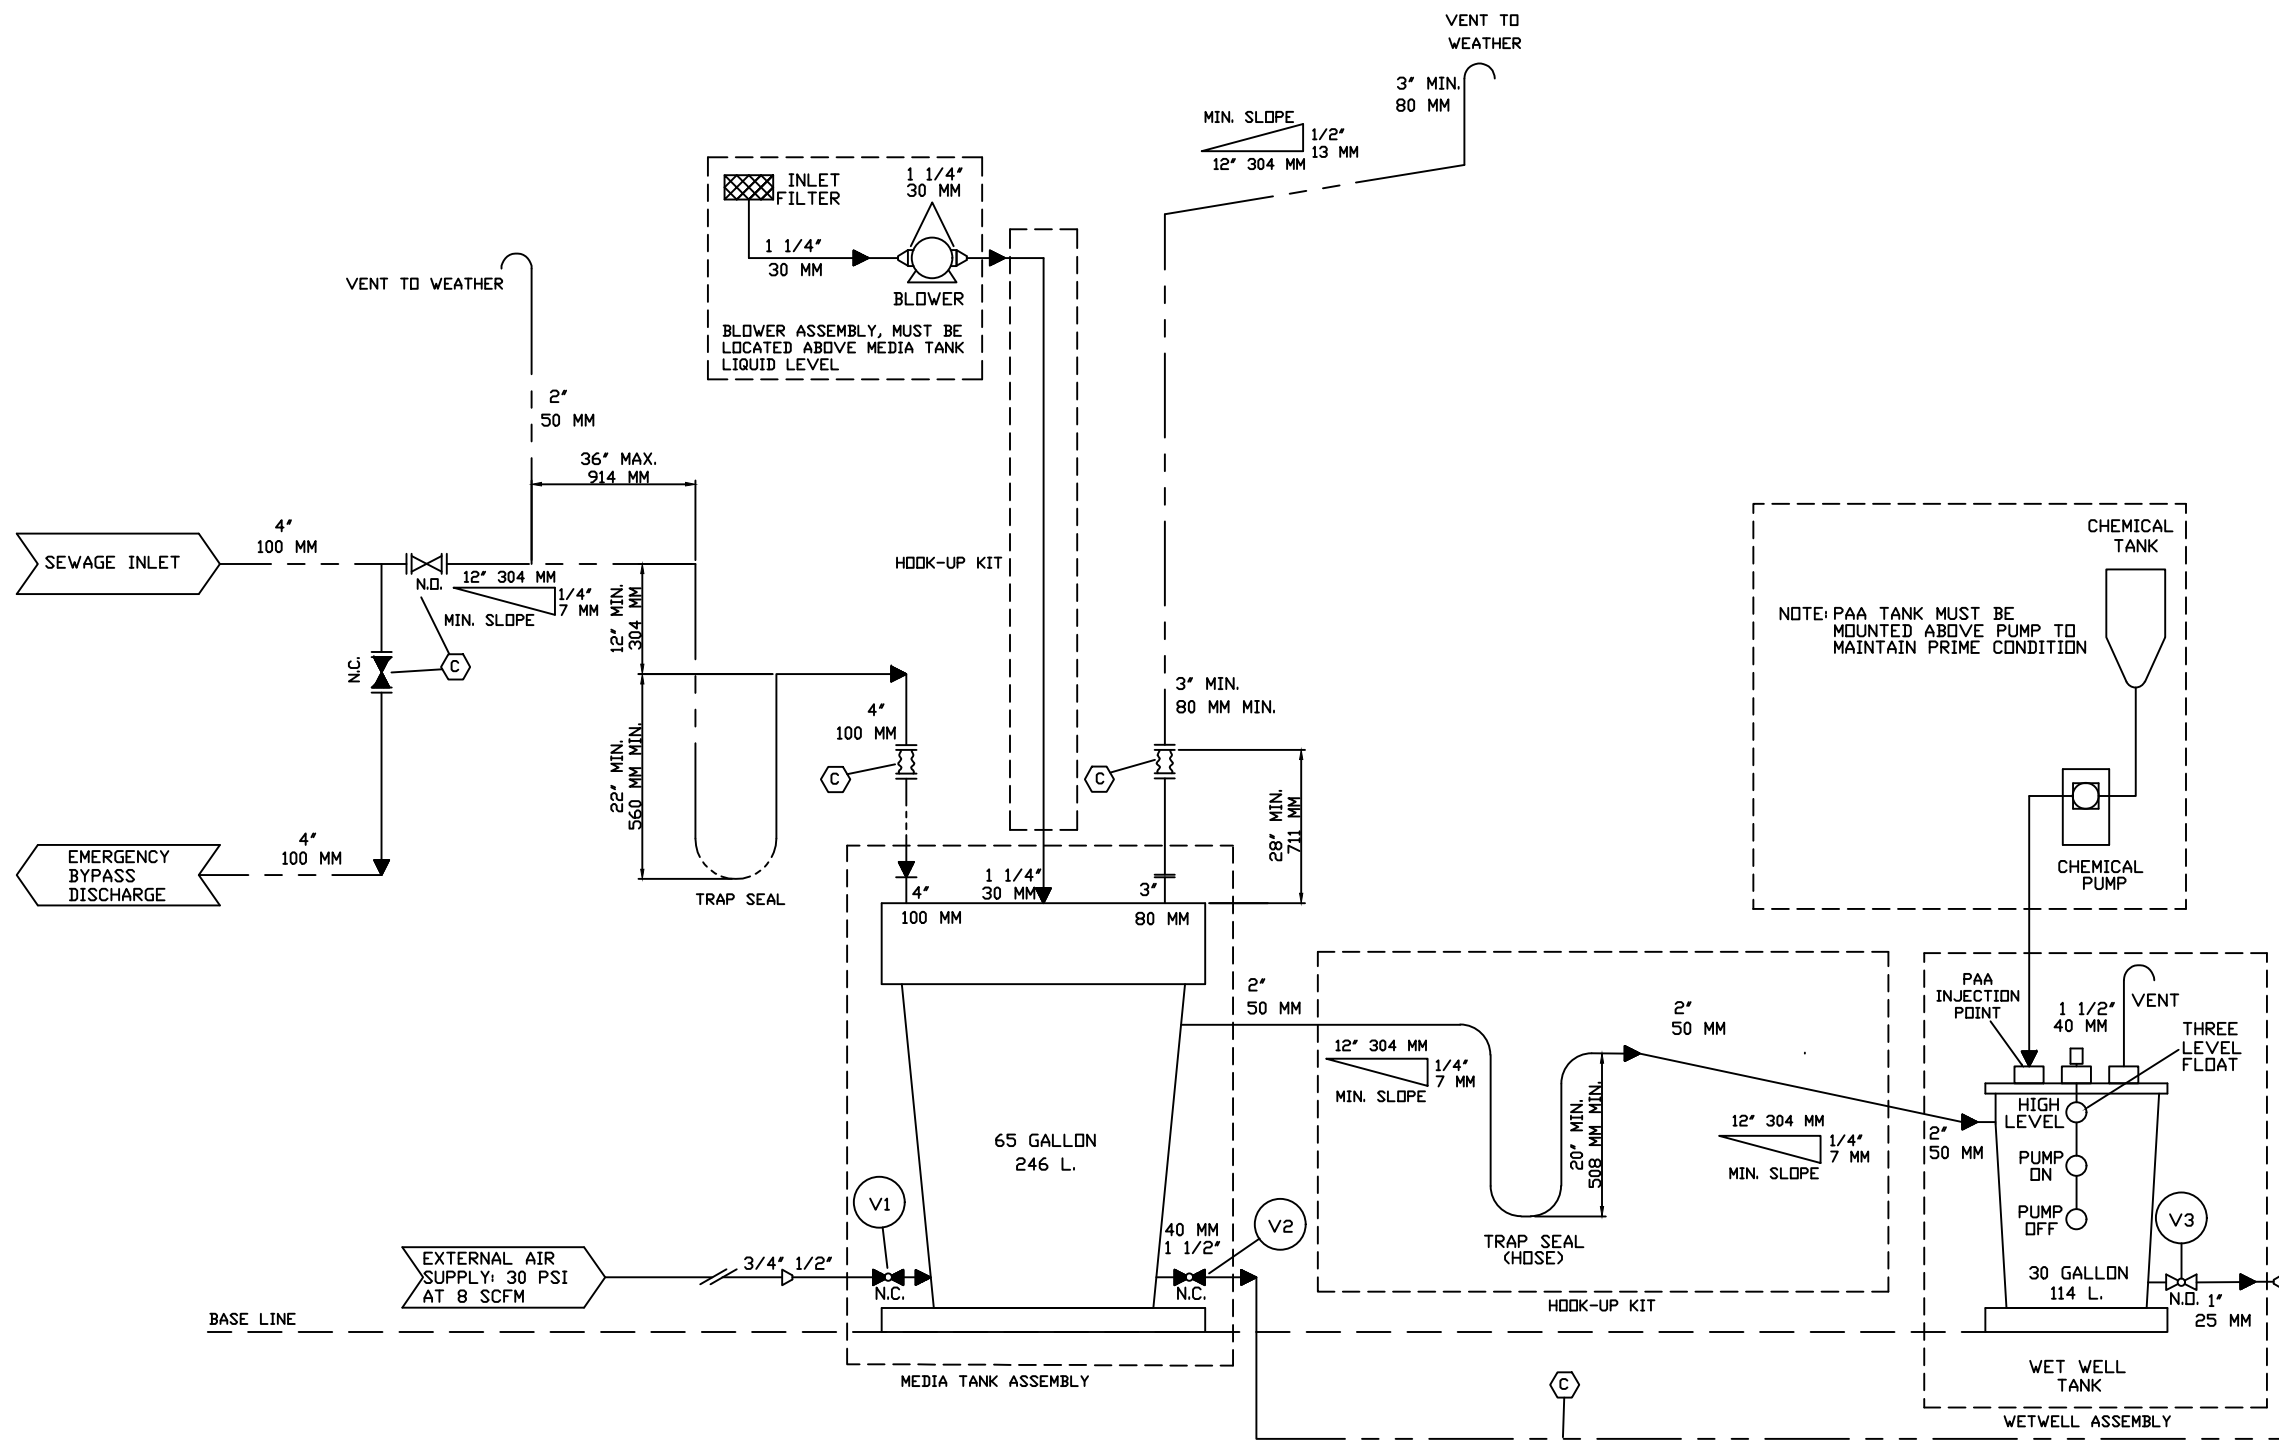 VENT TO
WEATHER
3" MIN.
80 MM
MIN. SLOPE
1/2"
13 MM
12" 304 MM
INLET
FILTER
1 1/4"
30 MM
1 1/4"
30 MM
BLOWER
BLOWER ASSEMBLY, MUST BE
LOCATED ABOVE MEDIA TANK
LIQUID LEVEL
VENT TO WEATHER
2"
50 MM
36" MAX.
914 MM
SEWAGE INLET
4"
100 MM
N.O.
12" 304 MM
1/4"
7 MM
MIN. SLOPE
12" MIN.
304 MM
N.C.
C
22" MIN.
560 MM MIN.
TRAP SEAL
EMERGENCY
BYPASS
DISCHARGE
4"
100 MM
HOOK-UP KIT
4"
100 MM
C
3" MIN.
80 MM MIN.
C
28" MIN.
711 MM
4"
100 MM
1 1/4"
30 MM
3"
80 MM
CHEMICAL
TANK
NOTE: PAA TANK MUST BE
MOUNTED ABOVE PUMP TO
MAINTAIN PRIME CONDITION
CHEMICAL
PUMP
2"
50 MM
12" 304 MM
1/4"
7 MM
MIN. SLOPE
2"
50 MM
20" MIN.
508 MM MIN.
12" 304 MM
1/4"
7 MM
MIN. SLOPE
TRAP SEAL
(HOSE)
HOOK-UP KIT
PAA
INJECTION
POINT
1 1/2"
40 MM
VENT
THREE
LEVEL
FLOAT
HIGH
LEVEL
2"
50 MM
PUMP
ON
PUMP
OFF
V3
30 GALLON
114 L.
N.O.
1"
25 MM
WET WELL
TANK
WETWELL ASSEMBLY
65 GALLON
246 L.
V1
40 MM
1 1/2"
V2
EXTERNAL AIR
SUPPLY: 30 PSI
AT 8 SCFM
3/4" 1/2"
N.C.
N.C.
BASE LINE
MEDIA TANK ASSEMBLY
C